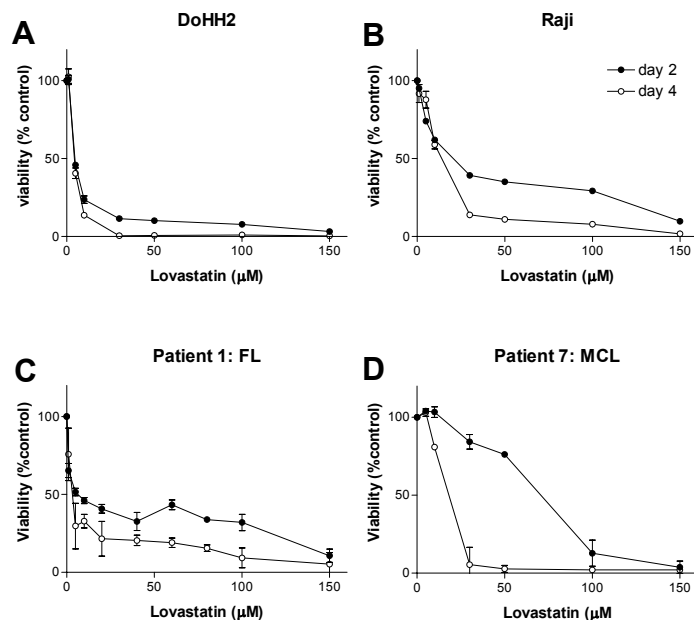 A
DoHH2
viability (% control)
100
50
0
0 50 100 150
Lovastatin (μM)
B
Raji
day 2
day 4
viability (% control)
100
50
0
0 50 100 150
Lovastatin (μM)
C
Patient 1: FL
Viability (%control)
100
50
0
0 50 100 150
Lovastatin (μM)
D
Patient 7: MCL
Viability (%control)
100
50
0
0 50 100 150
Lovastatin (μM